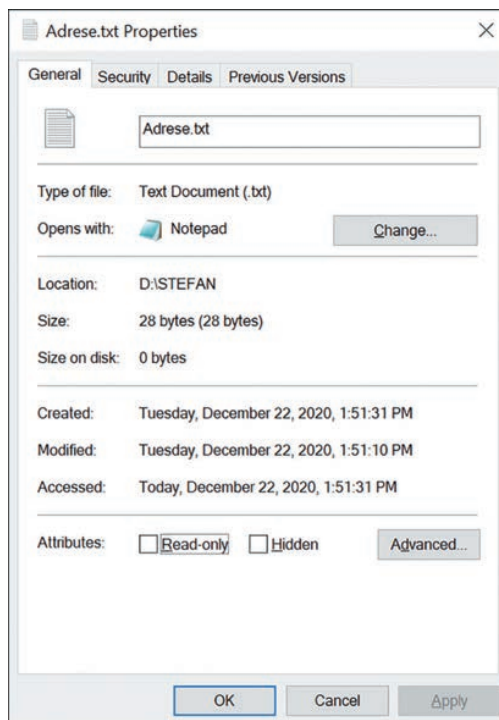 Adrese.txt Properties
General Security Details Previous Versions
Adrese.txt
Type of file: Text Document (.txt)
Opens with: Notepad Change...
Location: D:\STEFAN
Size: 28 bytes (28 bytes)
Size on disk: 0 bytes
Created: Tuesday, December 22, 2020, 1:51:31 PM
Modified: Tuesday, December 22, 2020, 1:51:10 PM
Accessed: Today, December 22, 2020, 1:51:31 PM
Attributes: Read-only Hidden Advanced...
OK Cancel Apply